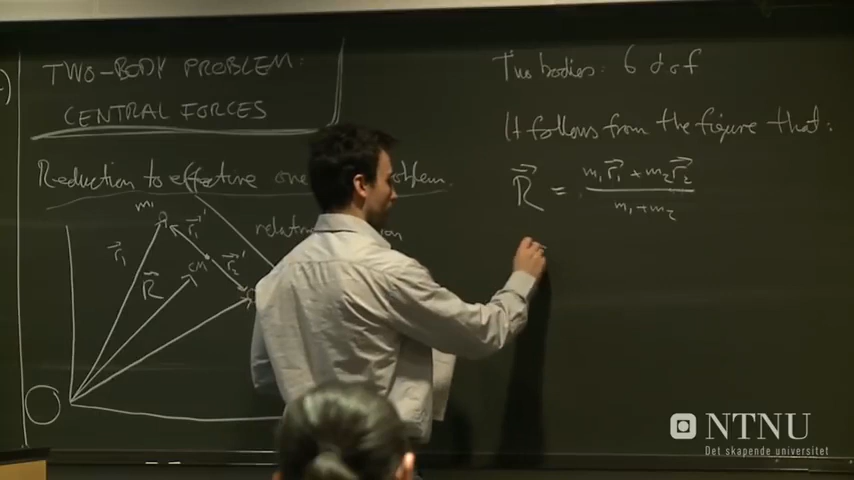 TWO-BODY PROBLEM:
CENTRAL FORCES
Reduction to effective one
m1
r⃗1
r⃗1'
R⃗
CM
r⃗2'
Two bodies: 6 dof
It follows from the figure that:
R⃗ = m1r⃗1 + m2r⃗2
m1+m2
NTNU
Det skapende universitet